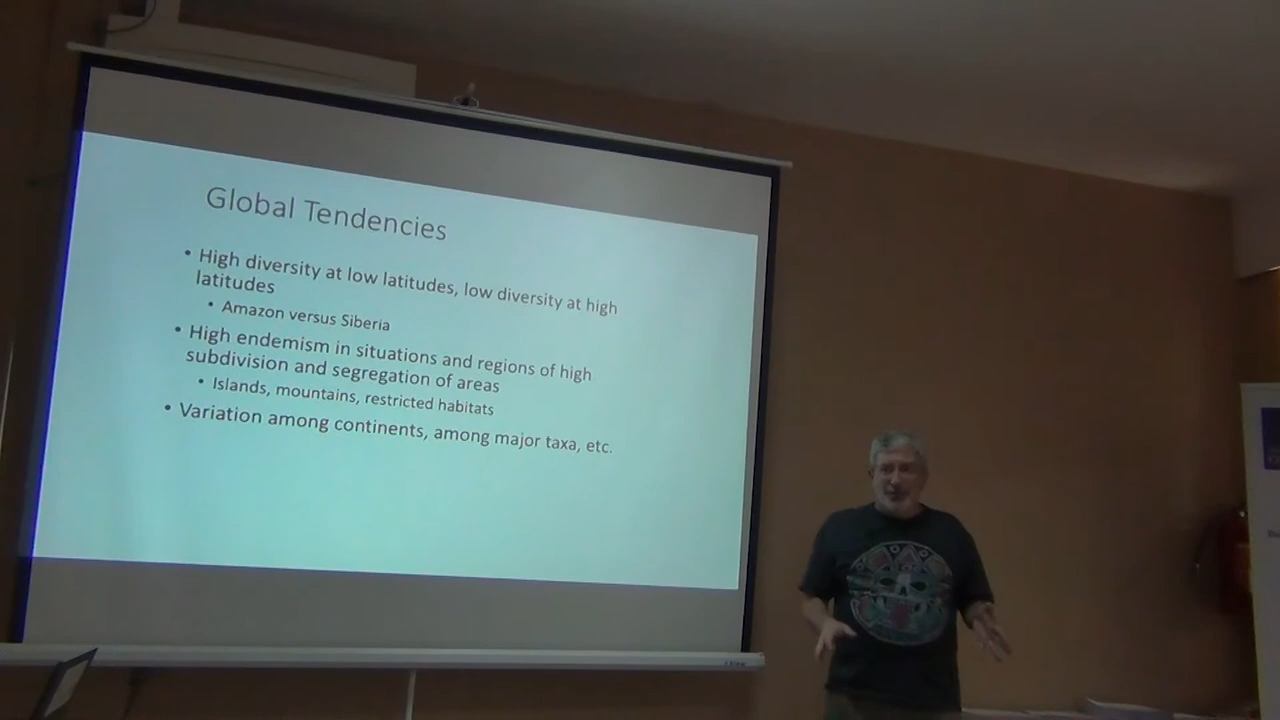 Global Tendencies
• High diversity at low latitudes, low diversity at high
latitudes
• Amazon versus Siberia
• High endemism in situations and regions of high
subdivision and segregation of areas
• Islands, mountains, restricted habitats
• Variation among continents, among major taxa, etc.